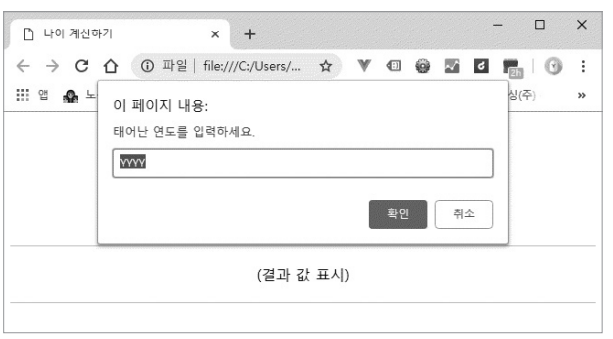 나이 계산하기
파일 | file:///C:/Users/...
2h
앱
노
싱(주)
이 페이지 내용:
태어난 연도를 입력하세요.
YYYY
확인
취소
(결과 값 표시)